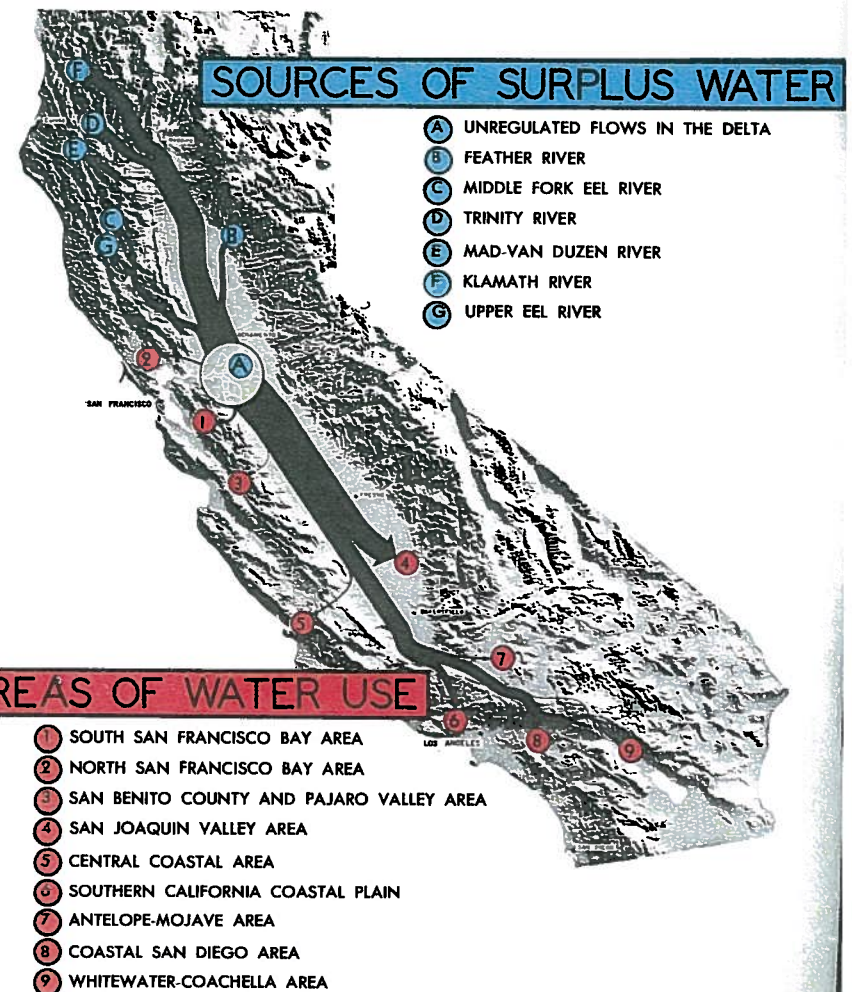 SOURCES OF SURPLUS WATER
A UNREGULATED FLOWS IN THE DELTA
B FEATHER RIVER
C MIDDLE FORK EEL RIVER
D TRINITY RIVER
E MAD-VAN DUZEN RIVER
F KLAMATH RIVER
G UPPER EEL RIVER
F
D
E
C
G
B
SACRAMENTO
A
2
SAN FRANCISCO
1
3
FRESNO
4
5
7
6
LOS ANGELES
8
9
SAN DIEGO
REAS OF WATER USE
1 SOUTH SAN FRANCISCO BAY AREA
2 NORTH SAN FRANCISCO BAY AREA
3 SAN BENITO COUNTY AND PAJARO VALLEY AREA
4 SAN JOAQUIN VALLEY AREA
5 CENTRAL COASTAL AREA
6 SOUTHERN CALIFORNIA COASTAL PLAIN
7 ANTELOPE-MOJAVE AREA
8 COASTAL SAN DIEGO AREA
9 WHITEWATER-COACHELLA AREA